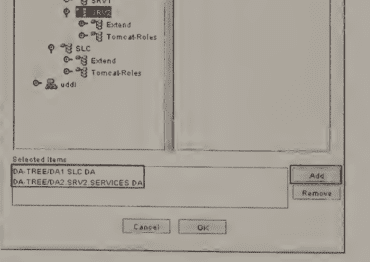 SRV1
SRV2
Extend
Tomcat-Roles
SLC
Extend
Tomcat-Roles
uddi
Selected Items
DA-TREE/DA1 SLC DA
DA-TREE/DA2.SRV2 SERVICES DA
Add
Remove
Cancel
OK